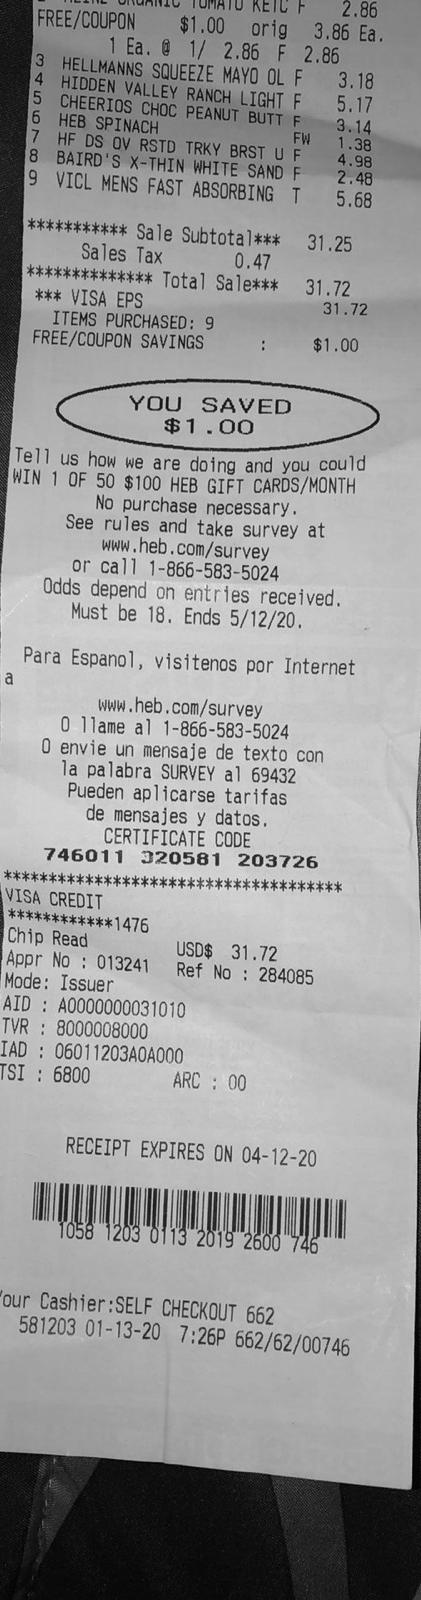 2 HEINZ ORGANIC TOMATO KETC F 2.86
FREE/COUPON $1.00 orig 3.86 Ea.
1 Ea. @ 1/ 2.86 F 2.86
3 HELLMANNS SQUEEZE MAYO OL F 3.18
4 HIDDEN VALLEY RANCH LIGHT F 5.17
5 CHEERIOS CHOC PEANUT BUTT F 3.14
6 HEB SPINACH FW 1.38
7 HF DS OV RSTD TRKY BRST U F 4.98
8 BAIRD'S X-THIN WHITE SAND F 2.48
9 VICL MENS FAST ABSORBING T 5.68
*********** Sale Subtotal*** 31.25
Sales Tax 0.47
************** Total Sale*** 31.72
*** VISA EPS 31.72
ITEMS PURCHASED: 9
FREE/COUPON SAVINGS : $1.00
YOU SAVED
$1.00
Tell us how we are doing and you could
WIN 1 OF 50 $100 HEB GIFT CARDS/MONTH
No purchase necessary.
See rules and take survey at
www.heb.com/survey
or call 1-866-583-5024
Odds depend on entries received.
Must be 18. Ends 5/12/20.
Para Espanol, visitenos por Internet
a
www.heb.com/survey
O llame al 1-866-583-5024
O envie un mensaje de texto con
la palabra SURVEY al 69432
Pueden aplicarse tarifas
de mensajes y datos.
CERTIFICATE CODE
746011 320581 203726
************************************
VISA CREDIT
************1476
Chip Read USD$ 31.72
Appr No : 013241 Ref No : 284085
Mode: Issuer
AID : A0000000031010
TVR : 8000008000
IAD : 06011203A0A000
TSI : 6800 ARC : 00
RECEIPT EXPIRES ON 04-12-20
1058 1203 0113 2019 2600 746
Your Cashier:SELF CHECKOUT 662
581203 01-13-20 7:26P 662/62/00746